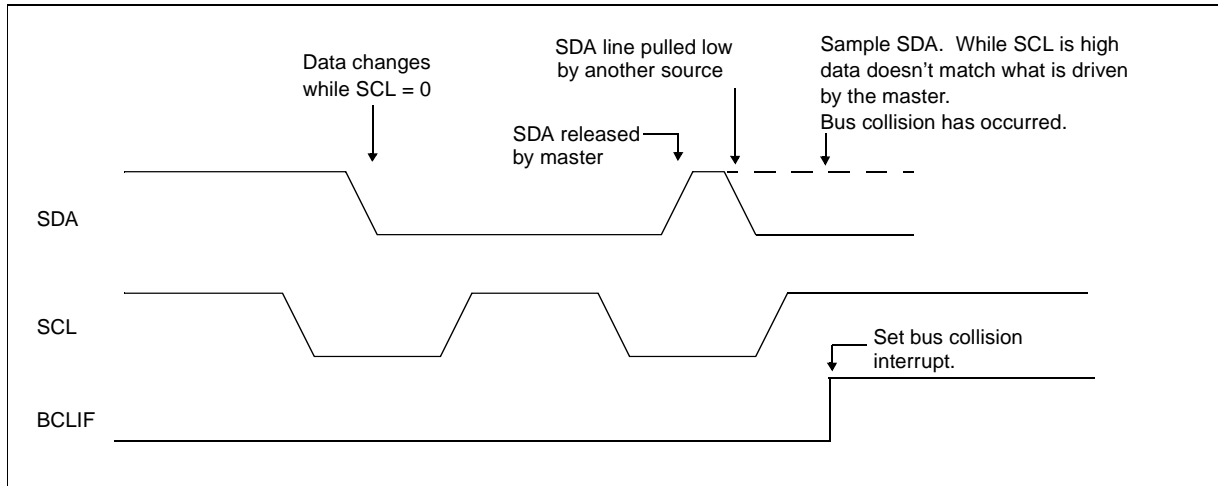 Data changes
while SCL = 0
SDA line pulled low
by another source
Sample SDA.  While SCL is high
data doesn’t match what is driven
by the master.
Bus collision has occurred.
SDA released
by master
SDA
SCL
Set bus collision
interrupt.
BCLIF